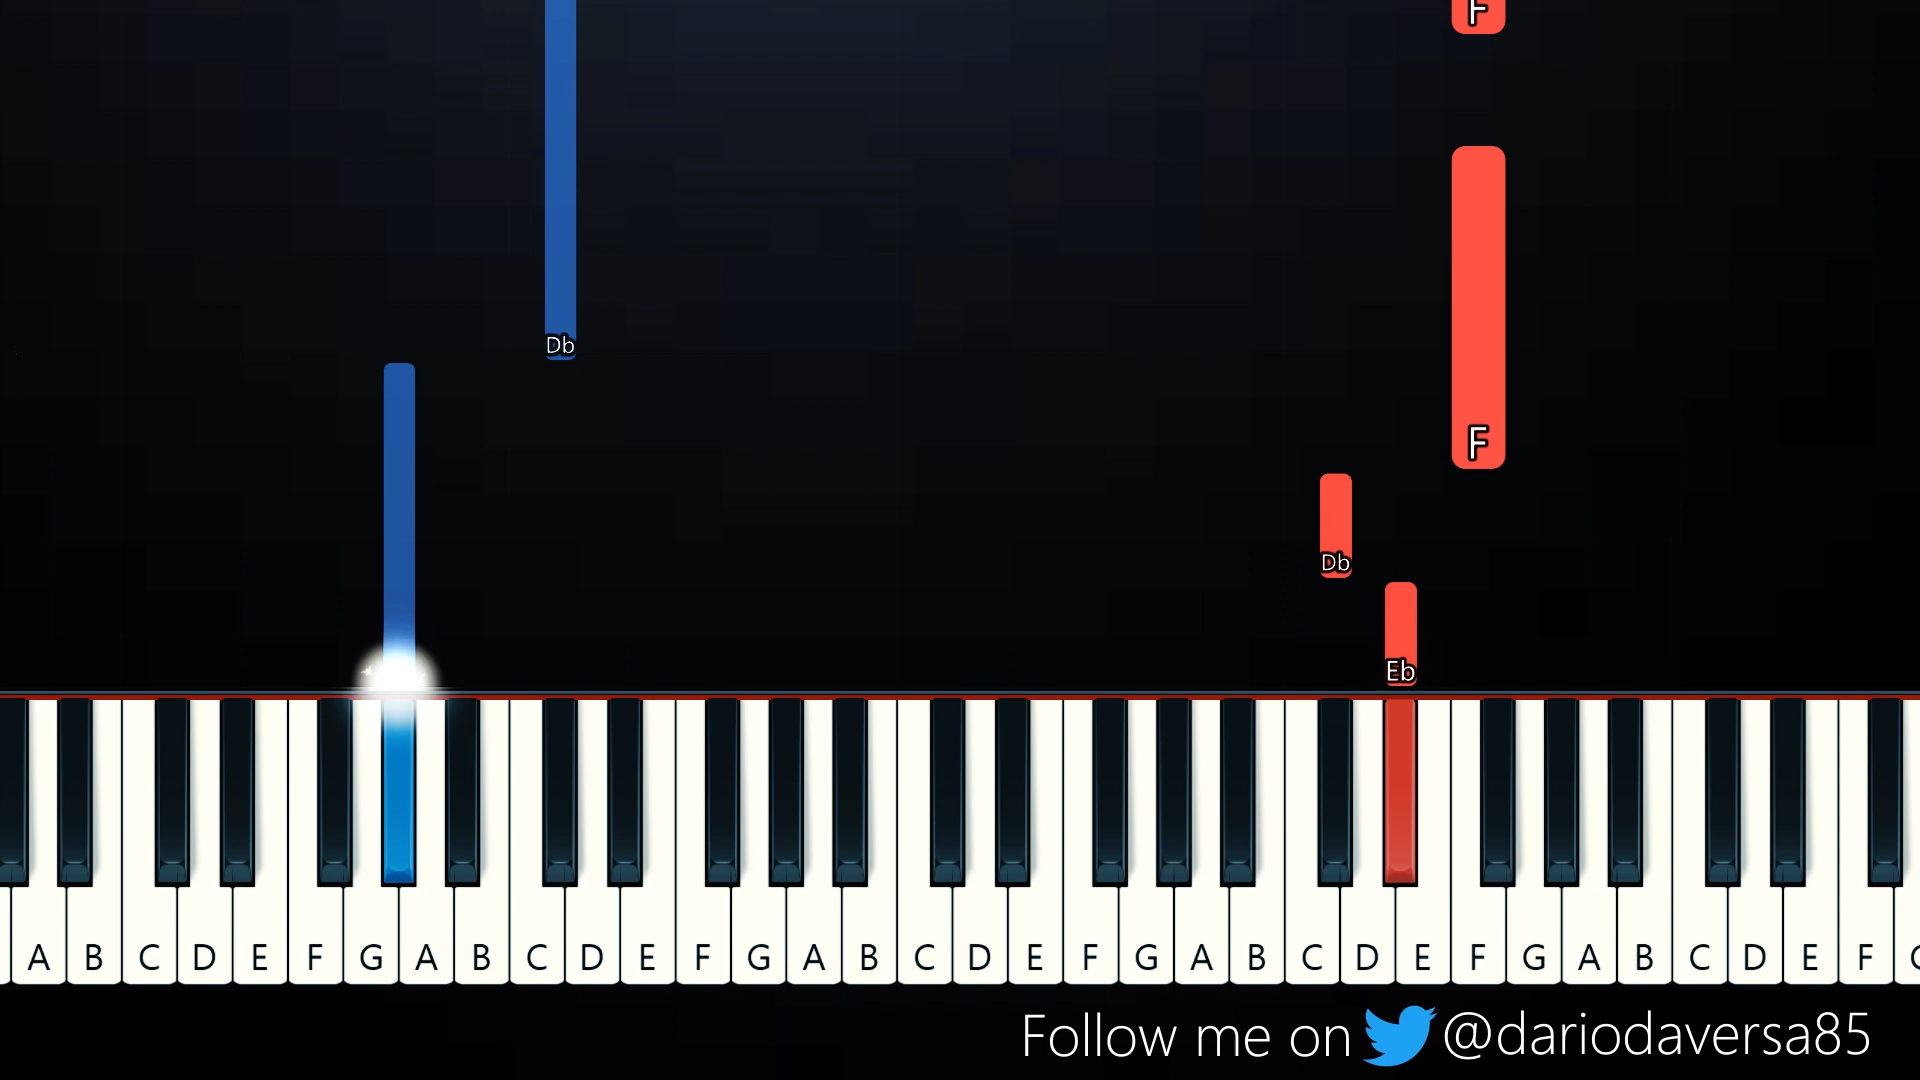 F
Db
F
Db
Eb
A B C D E F G A B C D E F G A B C D E F G A B C D E F G A B C D E F G
Follow me on @dariodaversa85